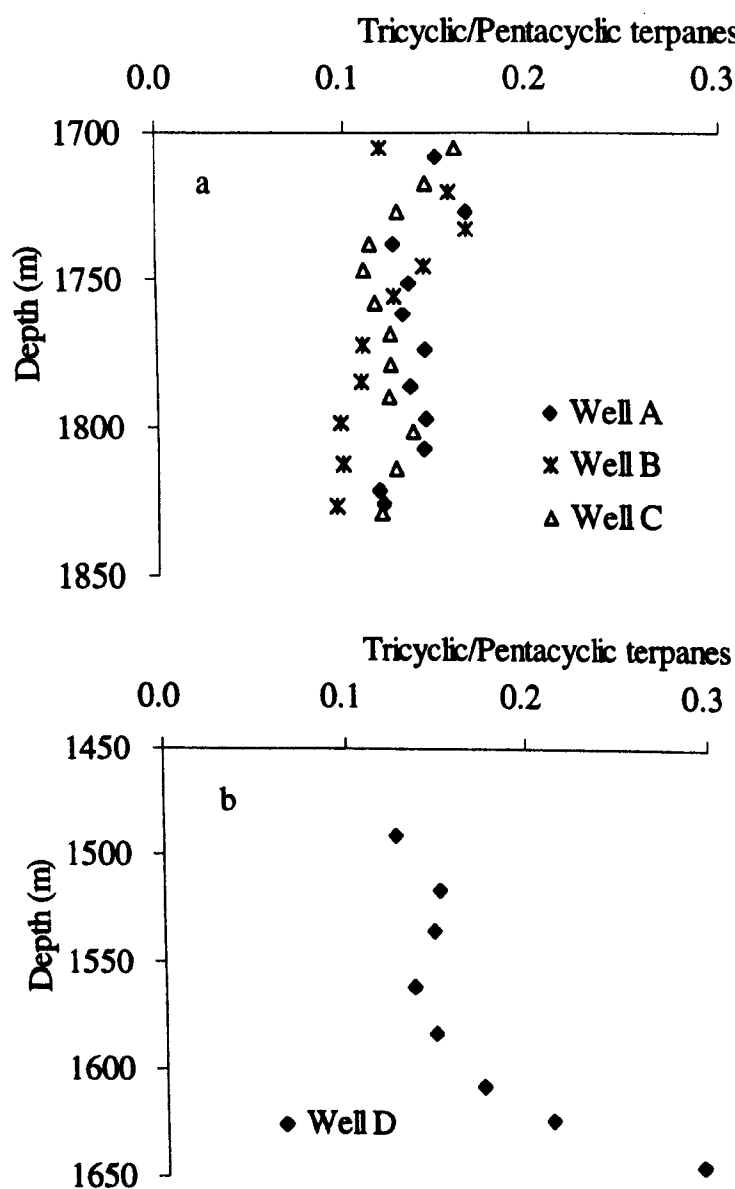 Tricyclic/Pentacyclic terpanes
0.0 0.1 0.2 0.3
1700
a
1750
Depth (m)
1800
Well A
Well B
Well C
1850
Tricyclic/Pentacyclic terpanes
0.0 0.1 0.2 0.3
1450
b
1500
Depth (m)
1550
1600
Well D
1650